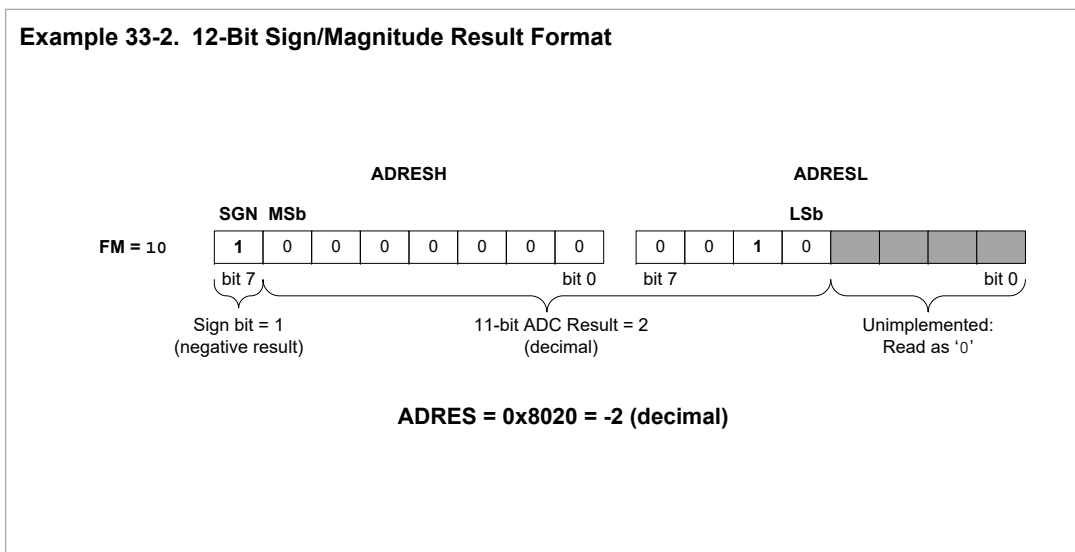 Example 33-2. 12-Bit Sign/Magnitude Result Format
ADRESH ADRESL
SGN MSb LSb
FM = 10 1 0 0 0 0 0 0 0 0 0 1 0
bit 7 bit 0 bit 7 bit 0
Sign bit = 1 11-bit ADC Result = 2 Unimplemented:
(negative result) (decimal) Read as ‘0’
ADRES = 0x8020 = -2 (decimal)